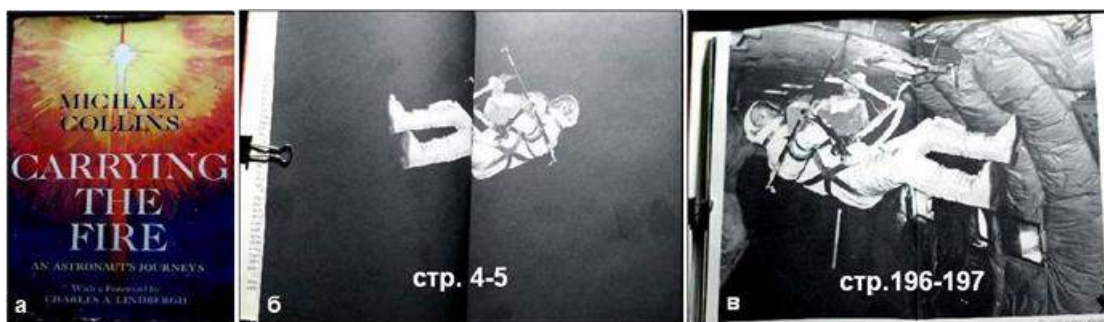 MICHAEL
COLLINS
CARRYING
THE
FIRE
AN ASTRONAUT'S JOURNEYS
With a Foreword by
CHARLES A. LINDBERGH
а
стр. 4-5
б
стр.196-197
в